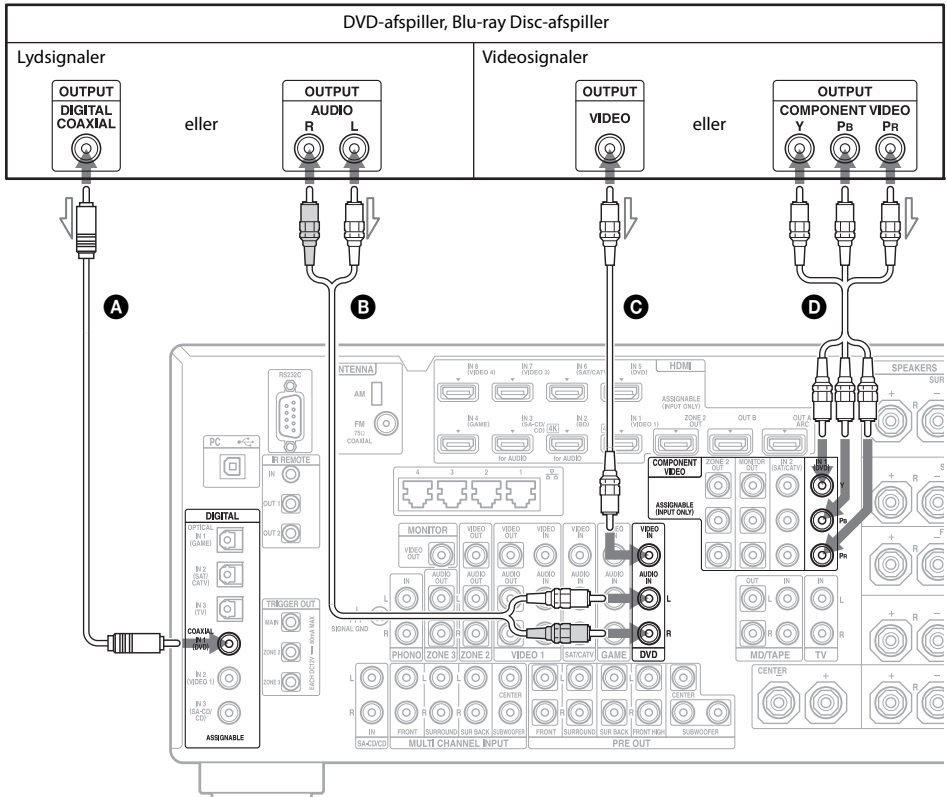 DVD-afspiller, Blu-ray Disc-afspiller
Lydsignaler
Videosignaler
OUTPUT
DIGITAL
COAXIAL
eller
OUTPUT
AUDIO
R L
OUTPUT
VIDEO
eller
OUTPUT
COMPONENT VIDEO
Y PB PR
A
B
C
D
RS232C
PC
IR REMOTE
IN
OUT 1
OUT 2
DIGITAL
OPTICAL
IN 1
(GAME)
IN 2
(SAT/
CATV)
IN 3
(TV)
COAXIAL
IN 1
(DVD)
IN 2
(VIDEO 1)
IN 3
(SA-CD/
CD)
ASSIGNABLE
TRIGGER OUT
MAIN
ZONE 2
ZONE 3
EACH DC12V 80mA MAX
NTENNA
AM
FM
75Ω
COAXIAL
SIGNAL GND
IN 8
(VIDEO 4)
IN 7
(VIDEO 3)
IN 6
(SAT/CATV)
IN 5
(DVD)
HDMI
ASSIGNABLE
(INPUT ONLY)
IN 4
(GAME)
IN 3
(SA-CD/
CD)
4K
IN 2
(BD)
IN 1
(VIDEO 1)
ZONE 2
OUT
OUT B
OUT A
ARC
for AUDIO
for AUDIO
4 3 2 1
COMPONENT
VIDEO
ASSIGNABLE
(INPUT ONLY)
ZONE 2
OUT
MONITOR
OUT
IN 2
(SAT/CATV)
IN 1
(DVD)
Y
PB
PR
MONITOR
VIDEO
OUT
VIDEO
OUT
VIDEO
OUT
VIDEO
IN
VIDEO
IN
VIDEO
IN
IN
AUDIO
OUT
AUDIO
OUT
AUDIO
OUT
AUDIO
IN
AUDIO
IN
AUDIO
IN
AUDIO
IN
L
R
L
R
PHONO
ZONE 3
ZONE 2
VIDEO 1
SAT/CATV
GAME
DVD
OUT IN IN
L L
R R
MD/TAPE
TV
SPEAKERS
SUR
+ − R +
+ − R +
+ − R +
+ − R +
+ − R +
CENTER
− +
L L L L
R R R R
CENTER
CENTER
IN
FRONT
SURROUND
SUR BACK
SUBWOOFER
FRONT
SURROUND
SUR BACK
FRONT HIGH
SUBWOOFER
SA-CD/CD
MULTI CHANNEL INPUT
PRE OUT